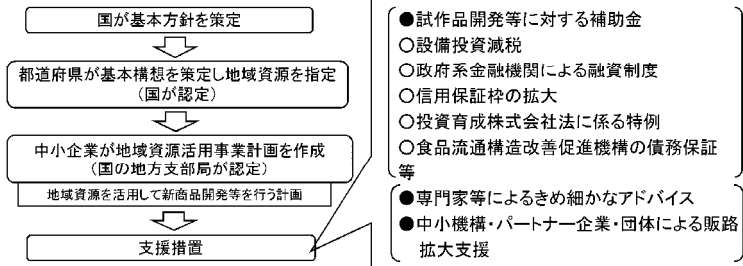 国が基本方針を策定
都道府県が基本構想を策定し地域資源を指定
（国が認定）
中小企業が地域資源活用事業計画を作成
（国の地方支部局が認定）
地域資源を活用して新商品開発等を行う計画
支援措置
●試作品開発等に対する補助金
○設備投資減税
○政府系金融機関による融資制度
○信用保証枠の拡大
○投資育成株式会社法に係る特例
○食品流通構造改善促進機構の債務保証
等
●専門家等によるきめ細かなアドバイス
●中小機構・パートナー企業・団体による販路
拡大支援